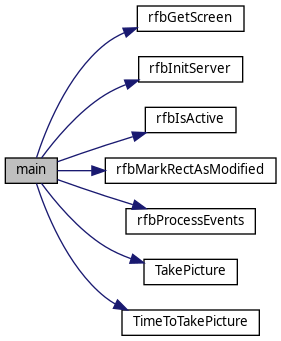 rfbGetScreen
rfbInitServer
rfbIsActive
main
rfbMarkRectAsModified
rfbProcessEvents
TakePicture
TimeToTakePicture